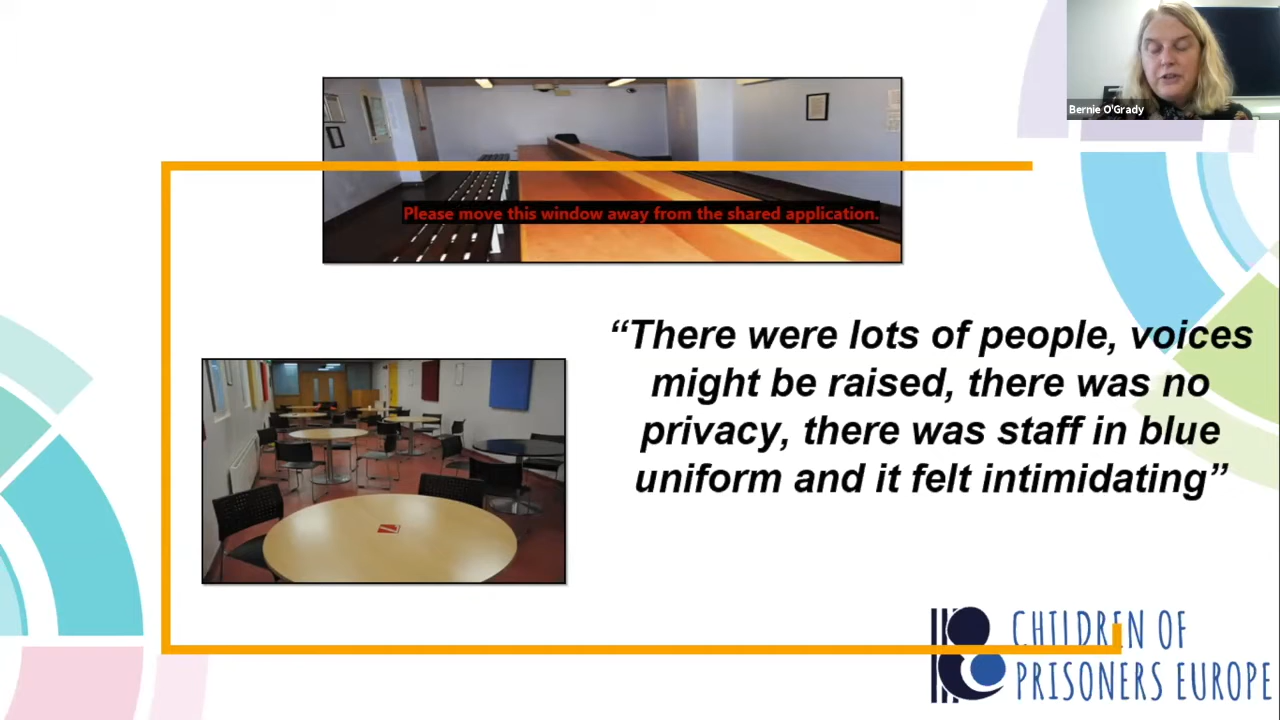 Bernie O'Grady
Please move this window away from the shared application.
“There were lots of people, voices
might be raised, there was no
privacy, there was staff in blue
uniform and it felt intimidating”
CHILDREN OF
PRISONERS EUROPE